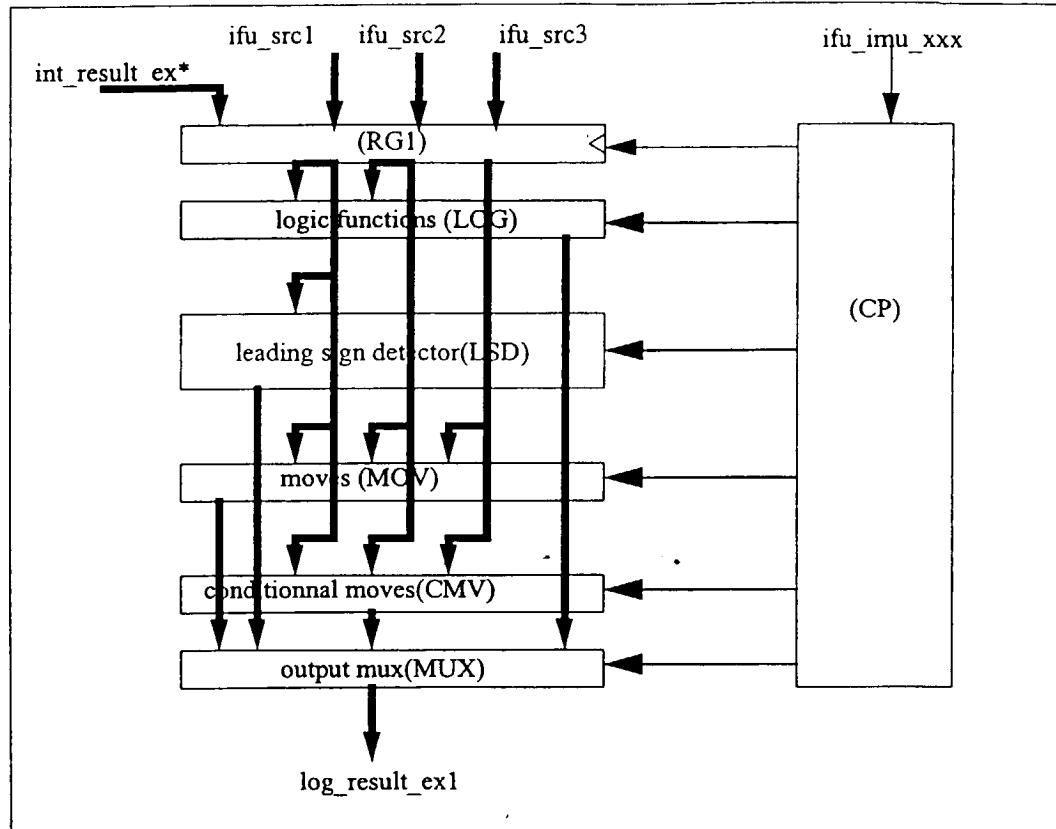 ifu_src1 ifu_src2 ifu_src3
ifu_imu_xxx
int_result_ex*
(RG1)
logic functions (LOG)
(CP)
leading sign detector(LSD)
moves (MOV)
conditionnal moves(CMV)
output mux(MUX)
log_result_ex1